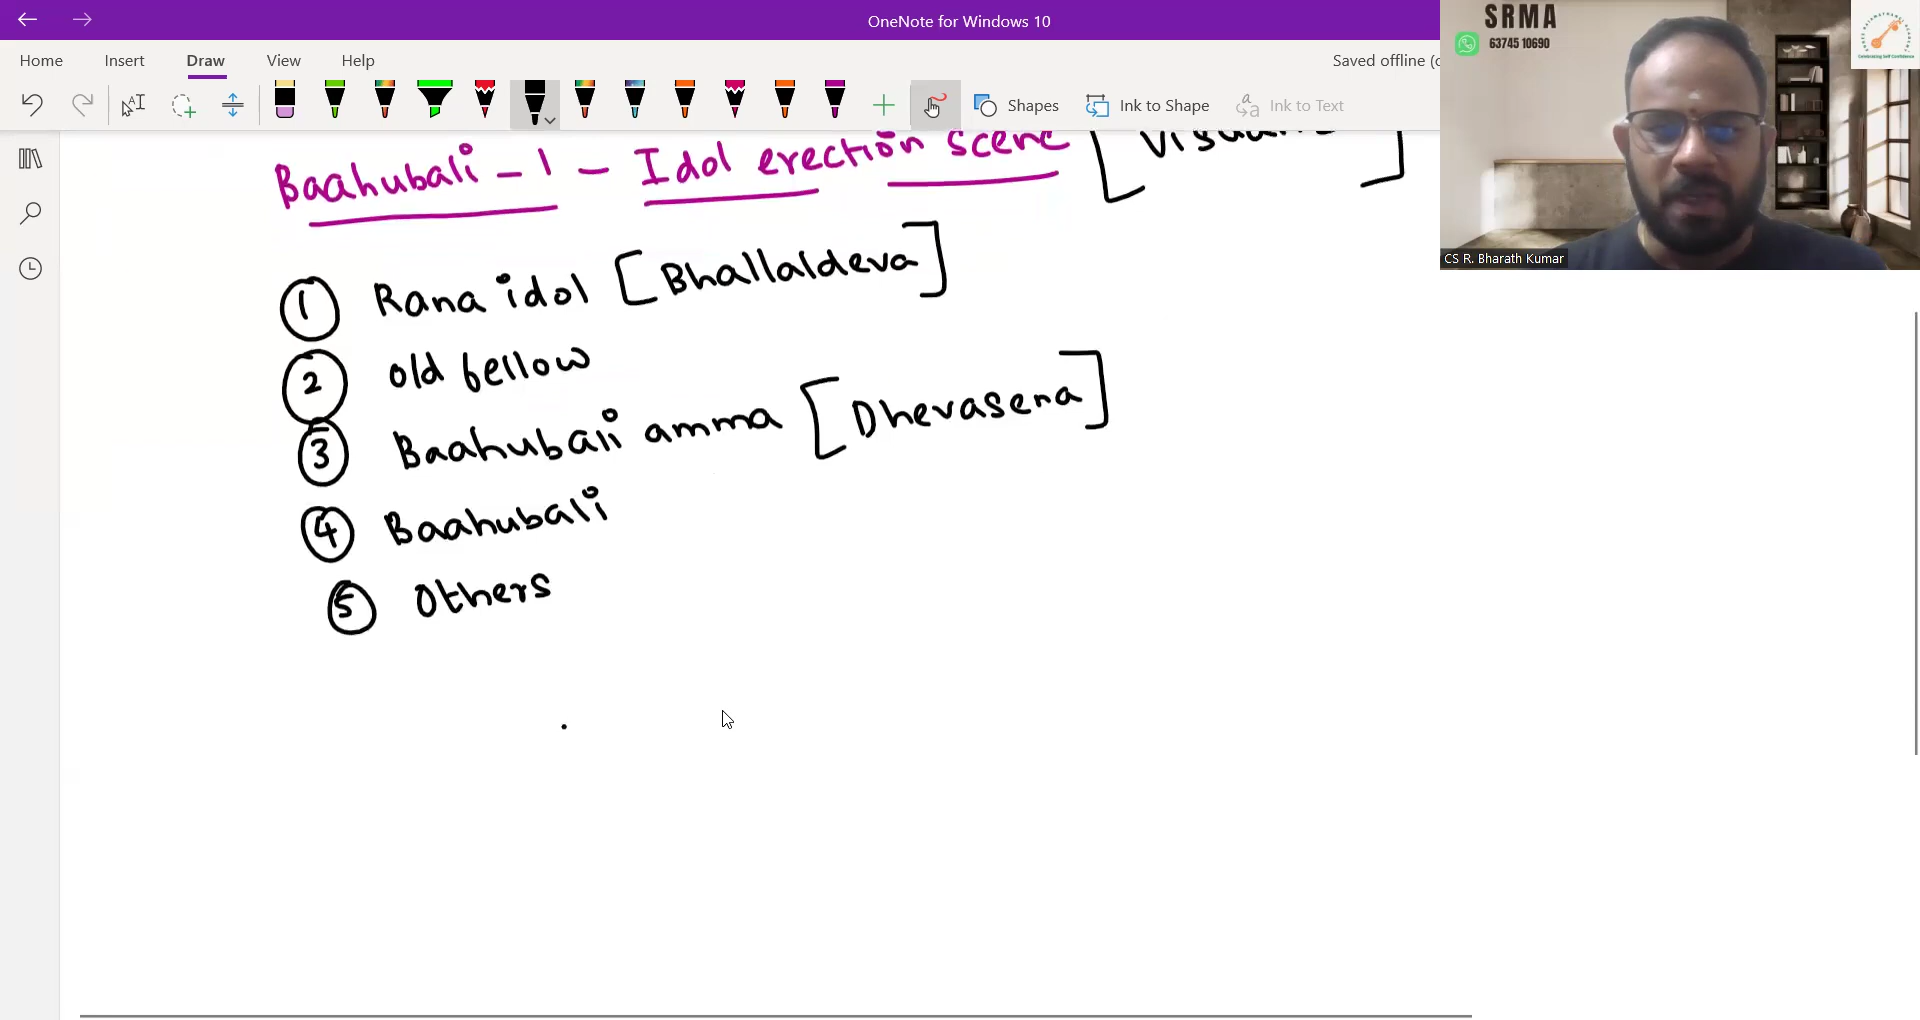 OneNote for Windows 10
SRMA
63745 10690
Home Insert Draw View Help
Saved offline (
Shapes Ink to Shape Ink to Text
Baahubali - 1 - Idol erection scene [ ]
1 Rana idol [Bhallaldeva]
2 old fellow
3 Baahubali amma [Dhevasena]
4 Baahubali
5 Others
CS R. Bharath Kumar